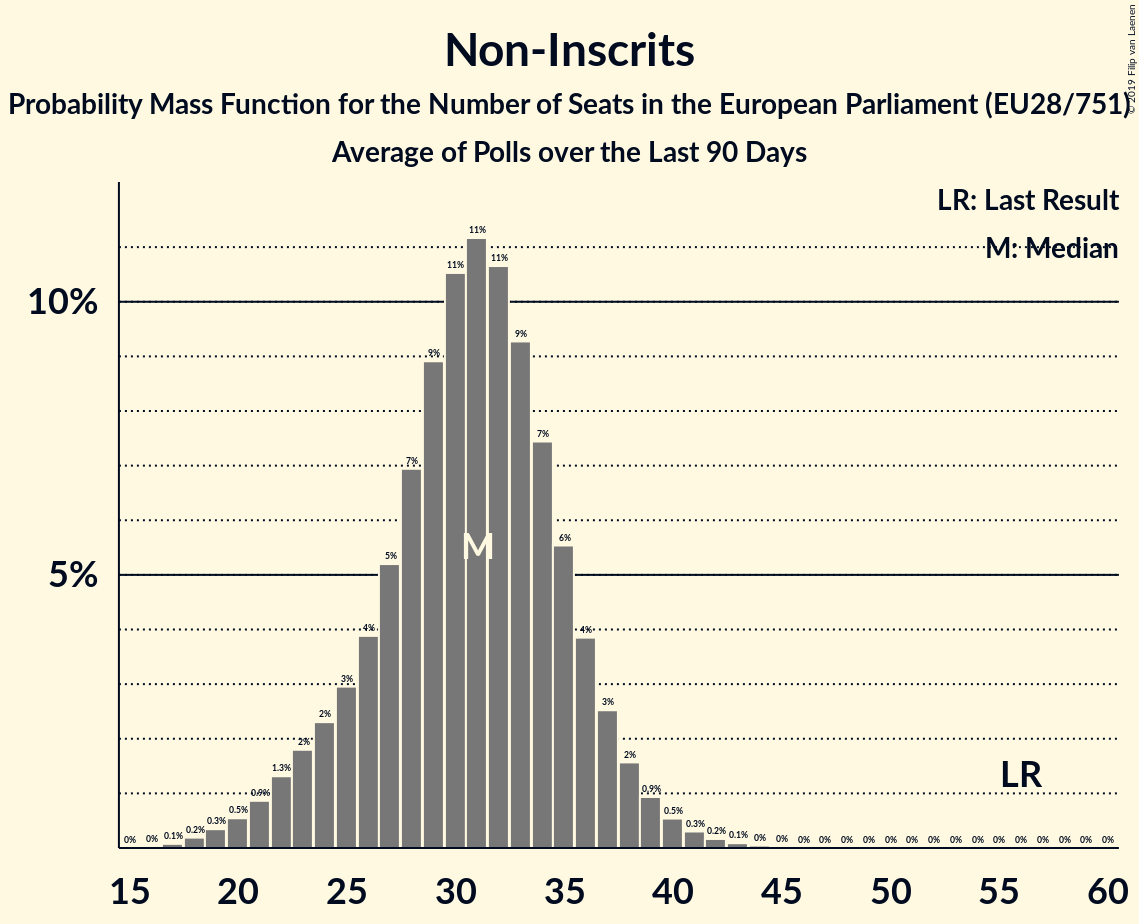 © 2019 Filip van Laenen
Non-Inscrits
Probability Mass Function for the Number of Seats in the European Parliament (EU28/751)
Average of Polls over the Last 90 Days
LR: Last Result
M: Median
10%
5%
0% 0% 0.1% 0.2% 0.3% 0.5% 0.9% 1.3% 2% 2% 3% 4% 5% 7% 9% 11% 11% 11% 9% 7% 6% 4% 3% 2% 0.9% 0.5% 0.3% 0.2% 0.1% 0% 0% 0% 0% 0% 0% 0% 0% 0% 0% 0% 0% 0% 0% 0% 0% 0%
M
LR
15 20 25 30 35 40 45 50 55 60